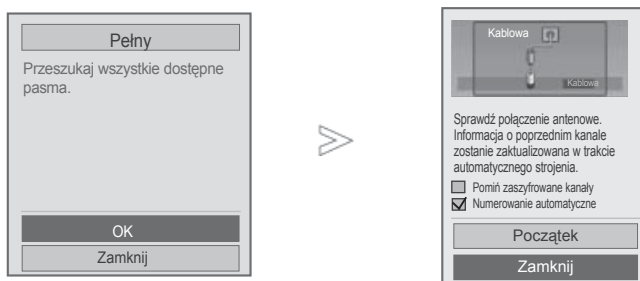 Pełny
Przeszukaj wszystkie dostępne
pasma.
OK
Zamknij
Kablowa
Kablowa
Sprawdź połączenie antenowe.
Informacja o poprzednim kanale
zostanie zaktualizowana w trakcie
automatycznego strojenia.
Pomiń zaszyfrowane kanały
Numerowanie automatyczne
Początek
Zamknij